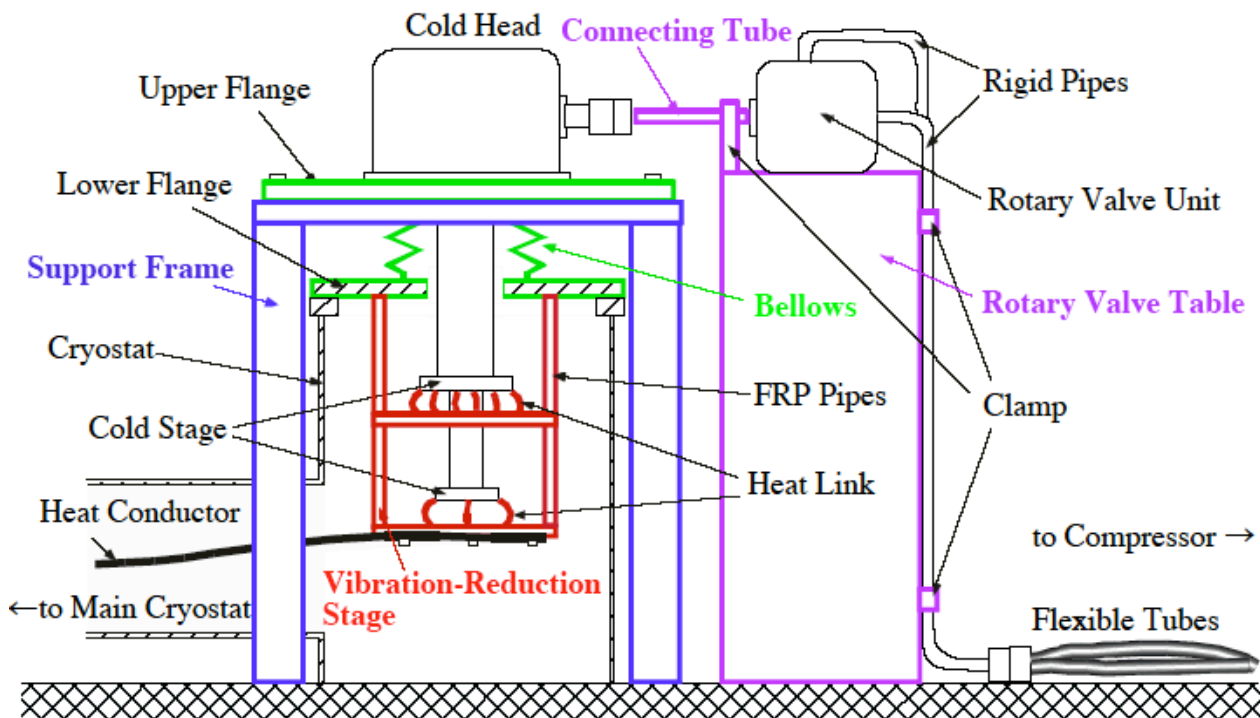 Cold Head
Connecting Tube
Rigid Pipes
Upper Flange
Lower Flange
Rotary Valve Unit
Support Frame
Bellows
Rotary Valve Table
Cryostat
FRP Pipes
Clamp
Cold Stage
Heat Link
Heat Conductor
to Compressor →
Vibration-Reduction
Stage
←to Main Cryostat
Flexible Tubes